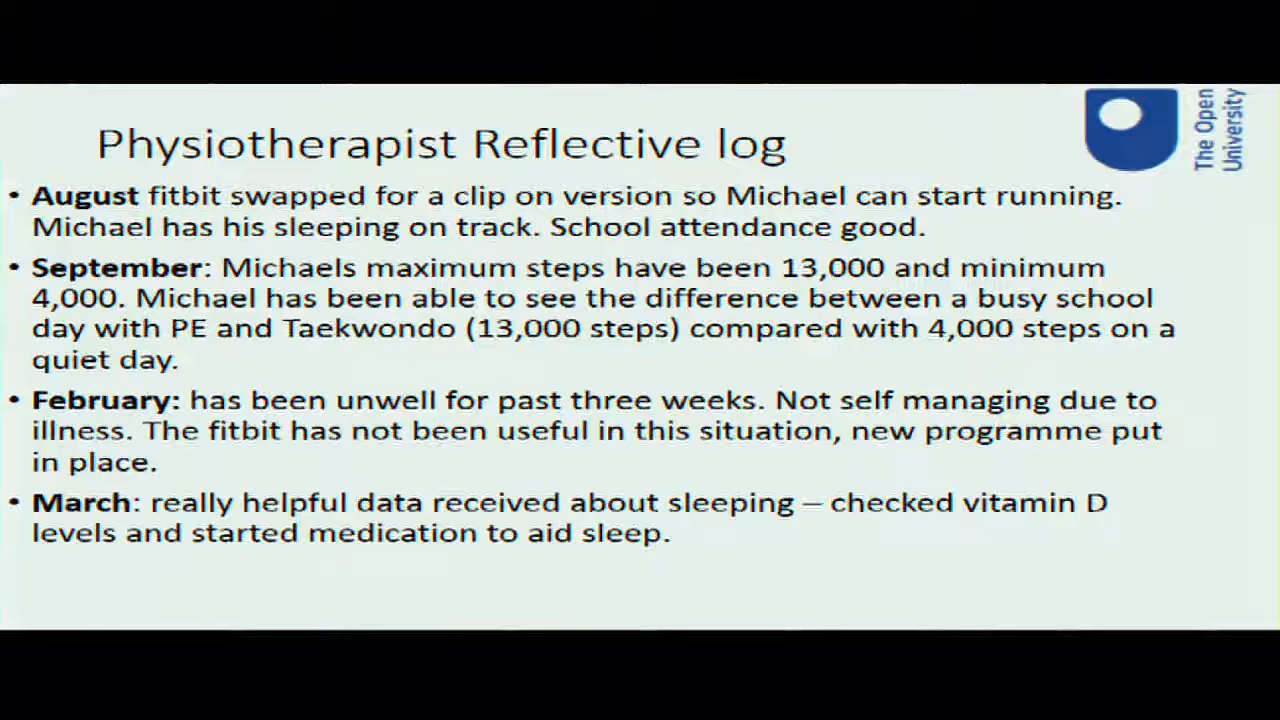 Physiotherapist Reflective log
The Open
University
• August fitbit swapped for a clip on version so Michael can start running.
Michael has his sleeping on track. School attendance good.
• September: Michaels maximum steps have been 13,000 and minimum
4,000. Michael has been able to see the difference between a busy school
day with PE and Taekwondo (13,000 steps) compared with 4,000 steps on a
quiet day.
• February: has been unwell for past three weeks. Not self managing due to
illness. The fitbit has not been useful in this situation, new programme put
in place.
• March: really helpful data received about sleeping – checked vitamin D
levels and started medication to aid sleep.